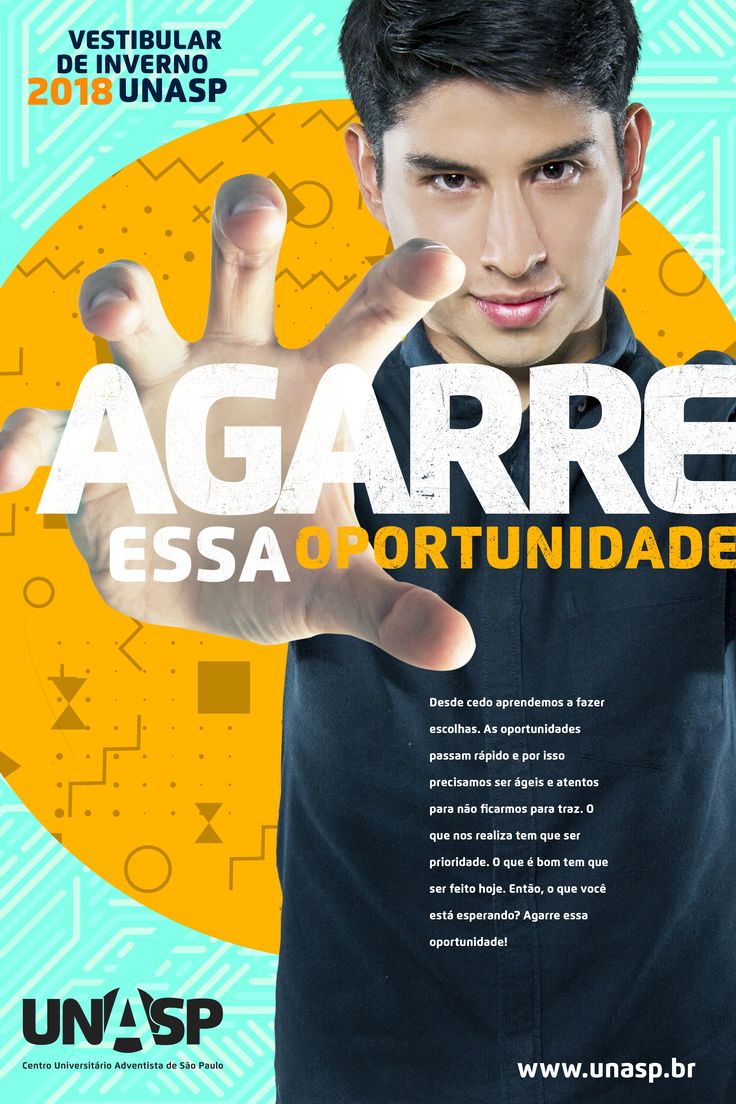 VESTIBULAR
DE INVERNO
2018 UNASP
AGARRE
ESSA OPORTUNIDADE
Desde cedo aprendemos a fazer
escolhas. As oportunidades
passam rápido e por isso
precisamos ser ágeis e atentos
para não ficarmos para traz. O
que nos realiza tem que ser
prioridade. O que é bom tem que
ser feito hoje. Então, o que você
está esperando? Agarre essa
oportunidade!
UNASP
Centro Universitário Adventista de São Paulo
www.unasp.br